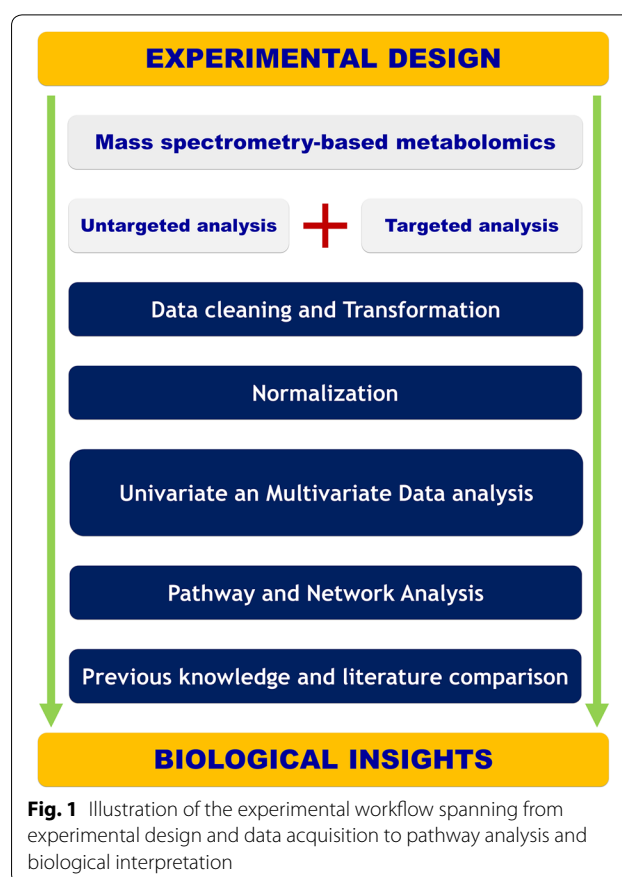 EXPERIMENTAL DESIGN
Mass spectrometry-based metabolomics
Untargeted analysis + Targeted analysis
Data cleaning and Transformation
Normalization
Univariate an Multivariate Data analysis
Pathway and Network Analysis
Previous knowledge and literature comparison
BIOLOGICAL INSIGHTS
Fig. 1 Illustration of the experimental workflow spanning from
experimental design and data acquisition to pathway analysis and
biological interpretation